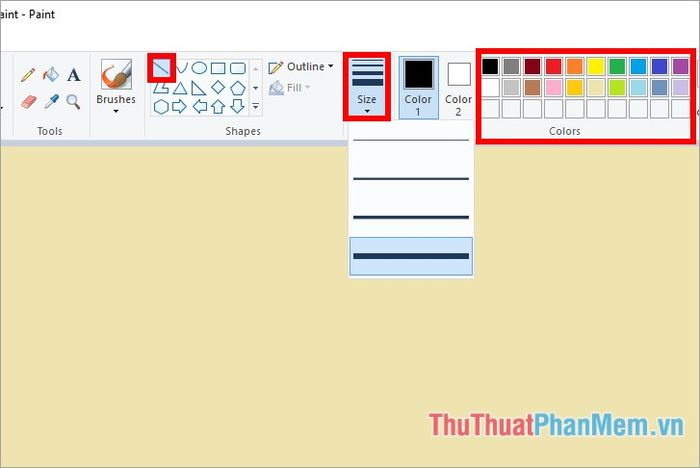 aint - Paint
A
Outline
Fill
Brushes
Size
Color
1
Color
2
Tools
Shapes
Colors
ThuThuatPhanMem.vn